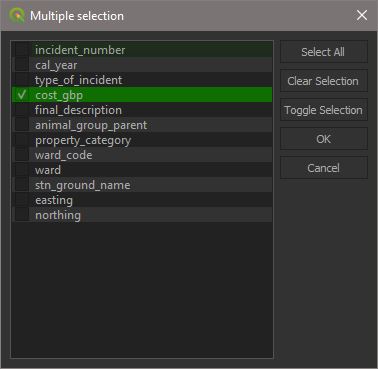 Multiple selection
incident_number
cal_year
type_of_incident
cost_gbp
final_description
animal_group_parent
property_category
ward_code
ward
stn_ground_name
easting
northing
Select All
Clear Selection
Toggle Selection
OK
Cancel